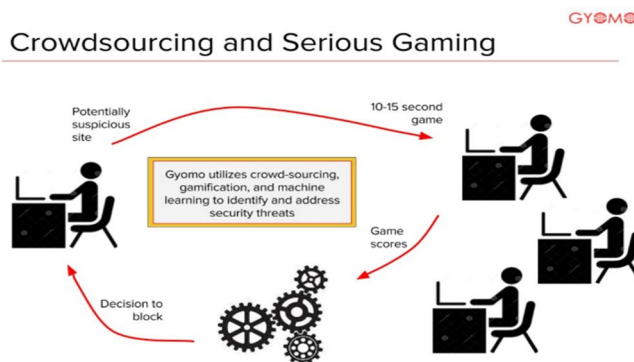 GYOMO
Crowdsourcing and Serious Gaming
Potentially
suspicious
site
10-15 second
game
Gyomo utilizes crowd-sourcing,
gamification, and machine
learning to identify and address
security threats
Game
scores
Decision to
block